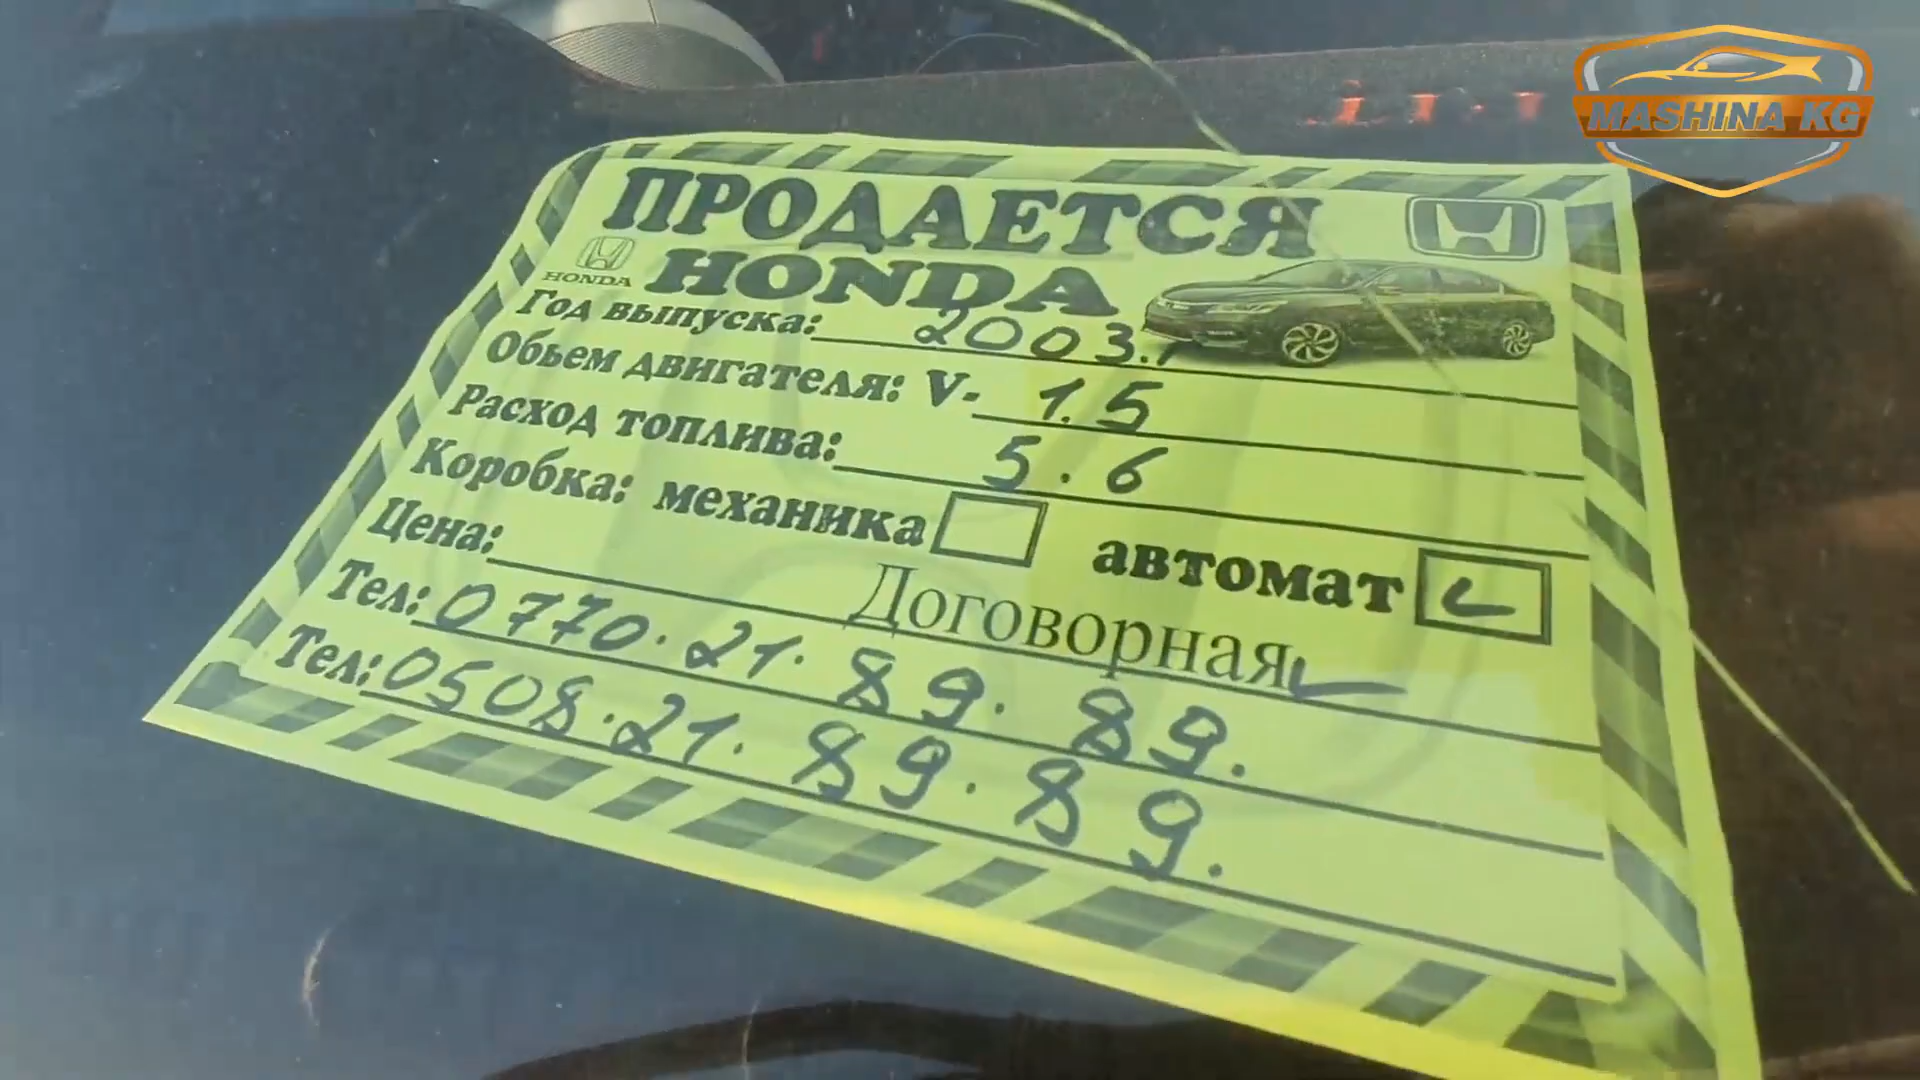 MASHINA KG
ПРОДАЕТСЯ
HONDA
HONDA
Год выпуска: 2003.г
Обьем двигателя: V- 1.5
Расход топлива: 5.6
Коробка: механика автомат
Цена: Договорная
Тел: 0770.21.89.89.
Тел: 0508.21.89.89.